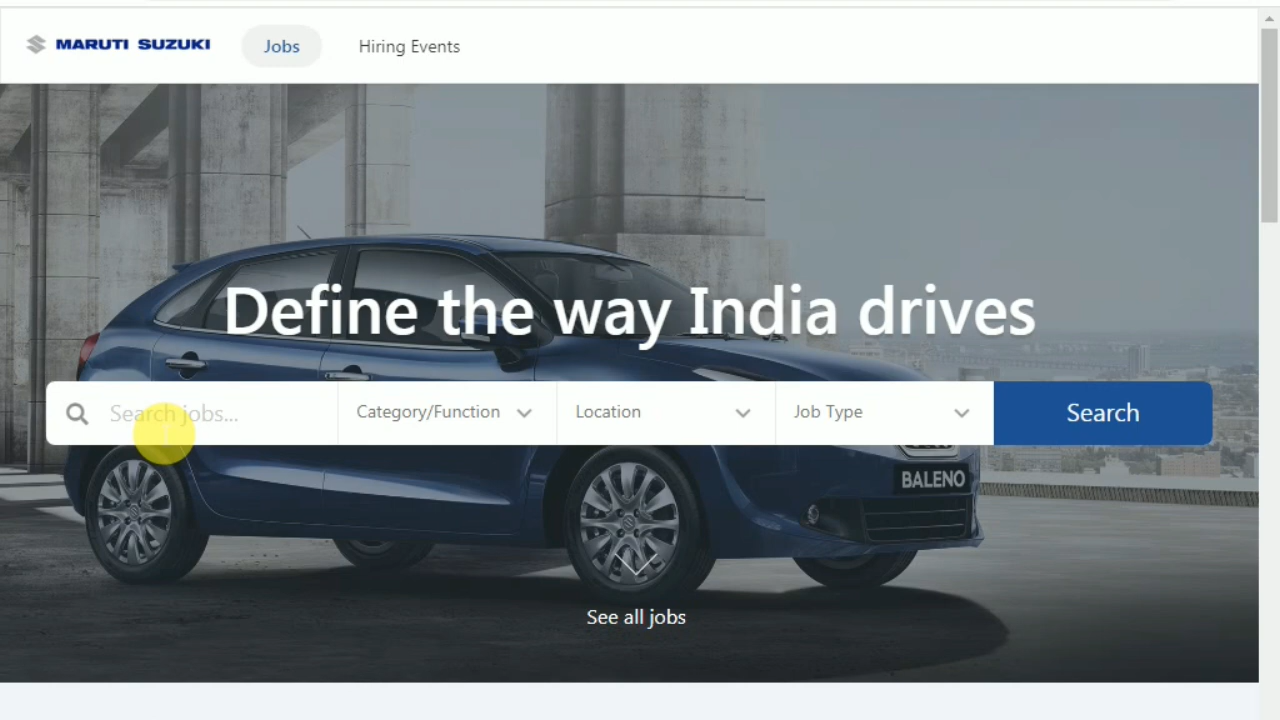 MARUTI SUZUKI
Jobs
Hiring Events
Define the way India drives
Search jobs...
Category/Function
Location
Job Type
Search
BALENO
See all jobs